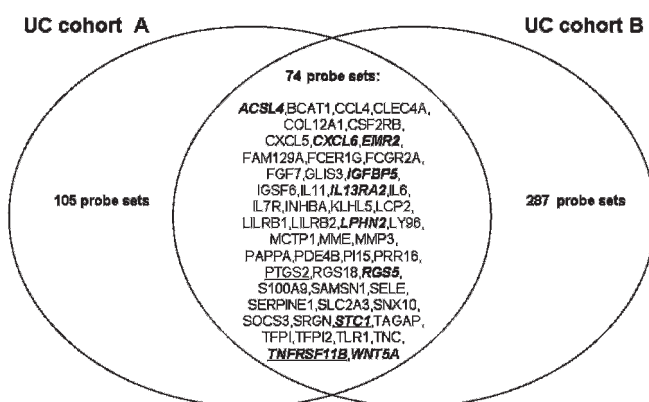 UC cohort A
UC cohort B
74 probe sets:
ACSL4,BCAT1,CCL4,CLEC4A,
COL12A1,CSF2RB,
CXCL5,CXCL6,EMR2,
FAM129A,FCER1G,FCGR2A,
FGF7,GLIS3,IGFBP5,
IGSF6,IL11,IL13RA2,IL6,
IL7R,INHBA,KLHL5,LCP2,
LILRB1,LILRB2,LPHN2,LY96,
MCTP1,MME,MMP3,
PAPPA,PDE4B,PI15,PRR16,
PTGS2,RGS18,RGS5,
S100A9,SAMSN1,SELE,
SERPINE1,SLC2A3,SNX10,
SOCS3,SRGN,STC1,TAGAP,
TFPI,TFPI2,TLR1,TNC,
TNFRSF11B,WNT5A
105 probe sets
287 probe sets